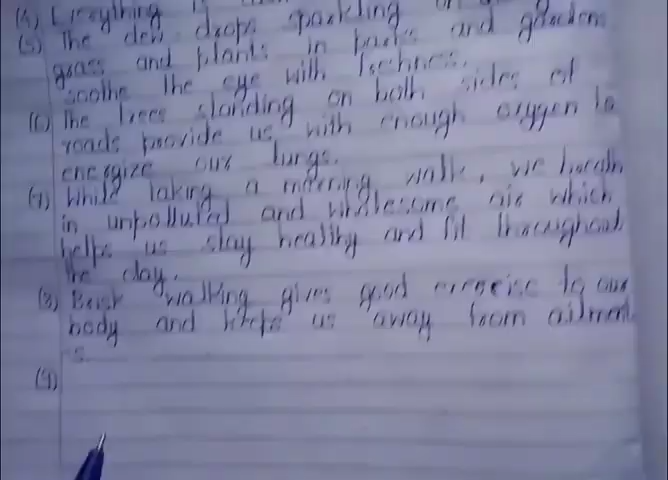 (4) Everything is
(5) The dew drops sparkling on
grass and plants in parks and gardens
soothe the eye with freshness.
(6) The trees standing on both sides of
roads provide us with enough oxygen to
energize our lungs.
(7) While taking a morning walk, we breath
in unpolluted and wholesome air which
helps us stay healthy and fit throughout
the day.
(8) Brisk walking gives good exercise to our
body and keeps us away from ailment
s.
(9)